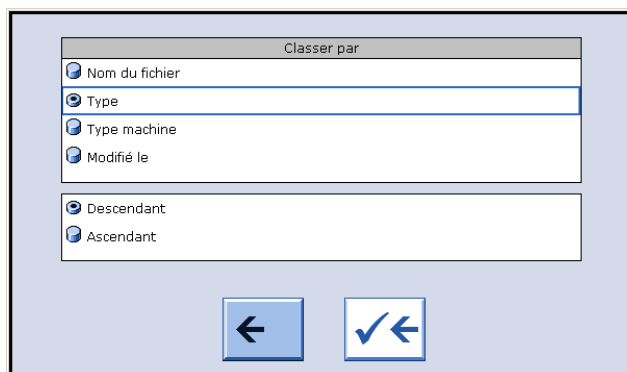 Classer par
Nom du fichier
Type
Type machine
Modifié le
Descendant
Ascendant